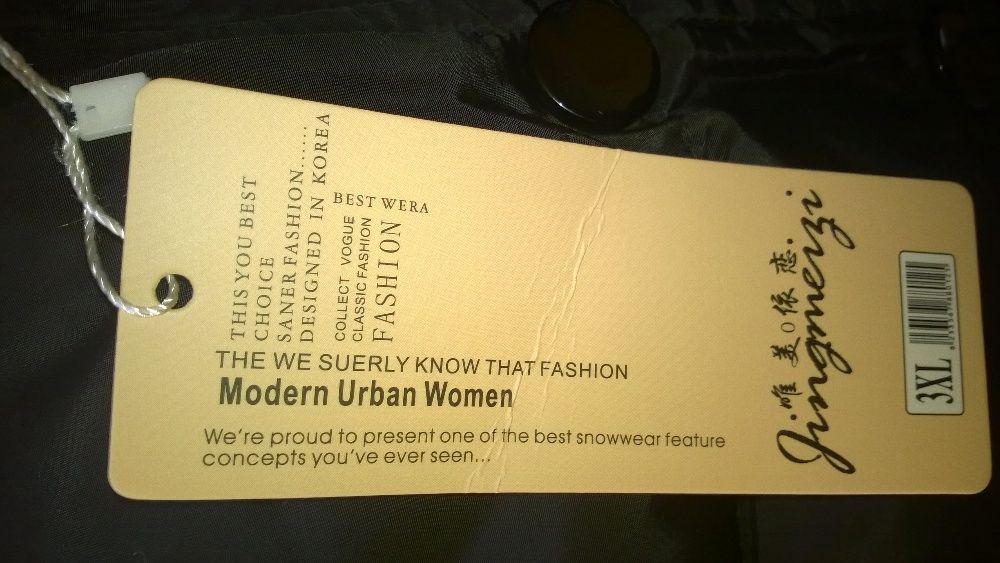 THIS YOU BEST
CHOICE
SANER FASHION......
DESIGNED IN KOREA
BEST WERA
COLLECT VOGUE
CLASSIC FASHION
FASHION
THE WE SUERLY KNOW THAT FASHION
Modern Urban Women
We're proud to present one of the best snowwear feature
concepts you've ever seen...
·唯美0依恋·
Jingmeizi
3XL